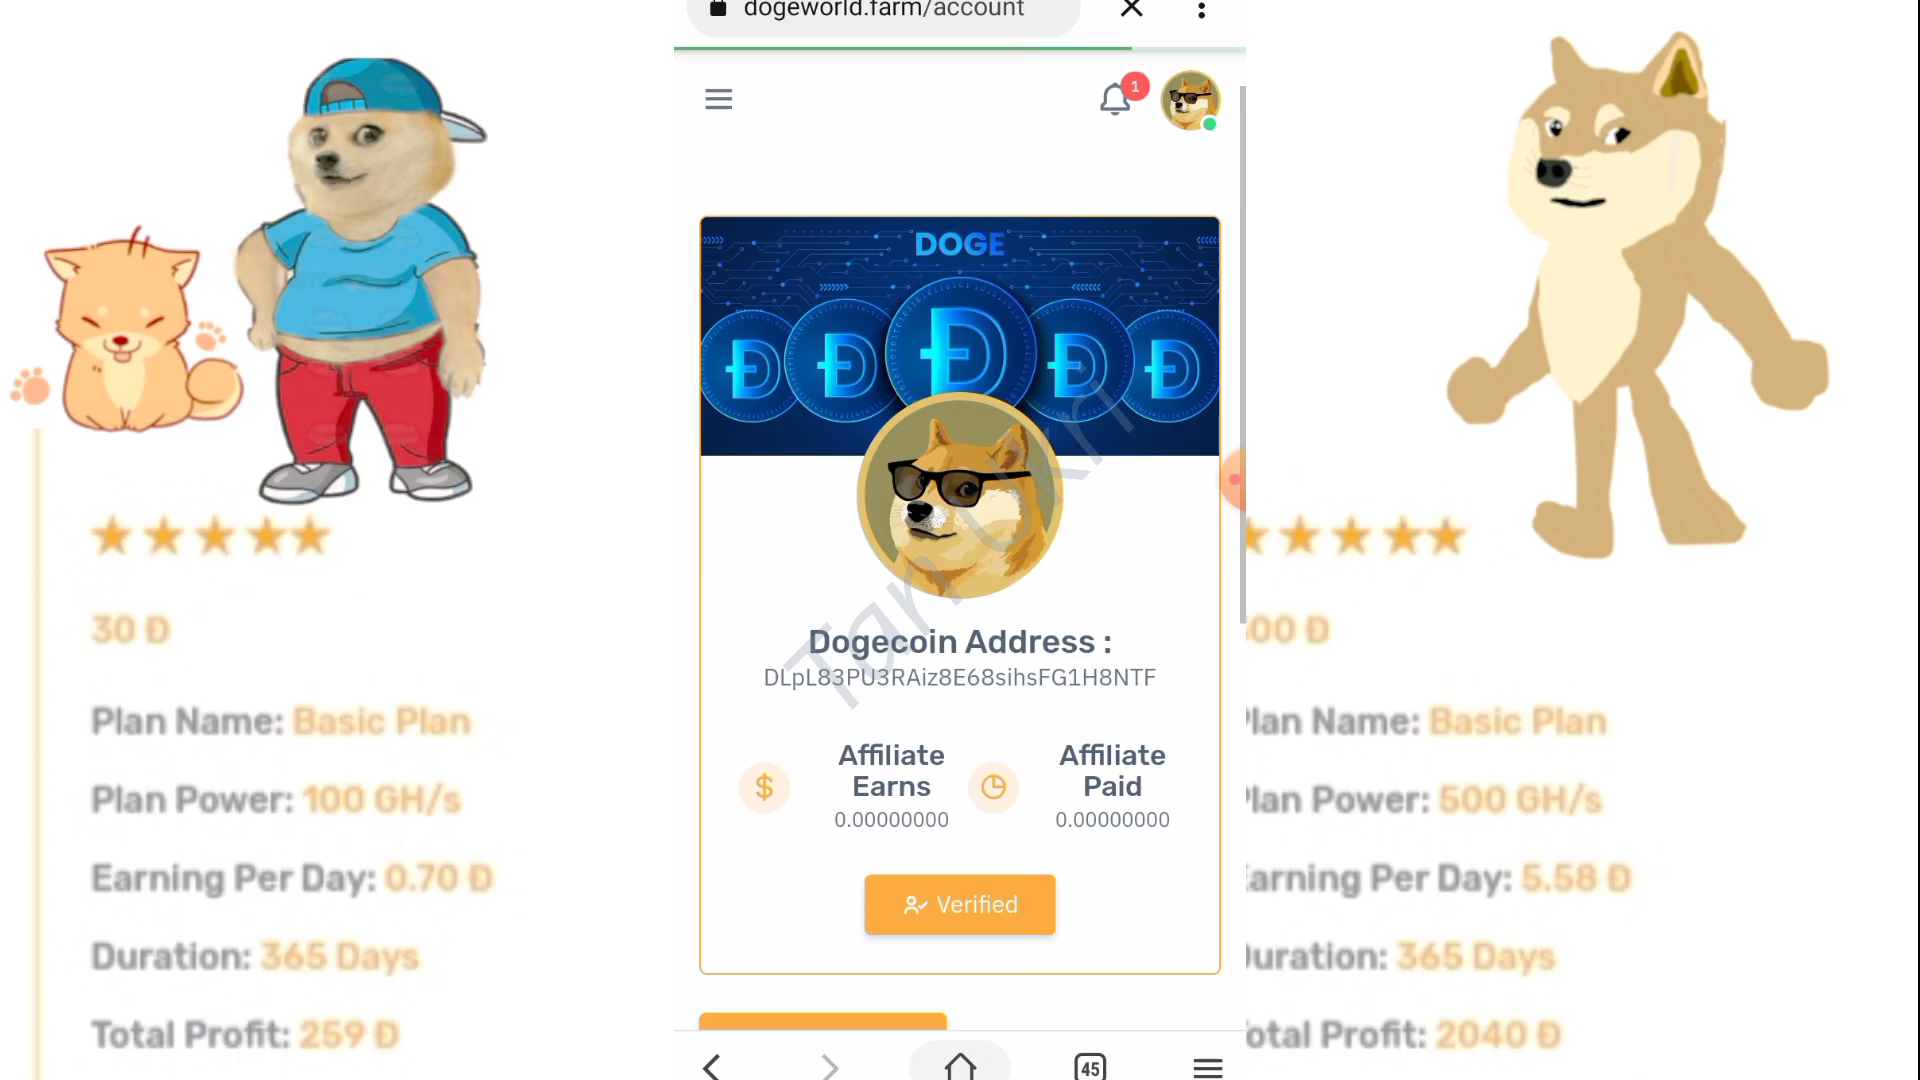 dogeworld.farm/account
1
DOGE
Dogecoin Address :
DLpL83PU3RAiz8E68sihsFG1H8NTF
Affiliate
Earns
0.00000000
Affiliate
Paid
0.00000000
Verified
45
30 Đ
Plan Name: Basic Plan
Plan Power: 100 GH/s
Earning Per Day: 0.70 Đ
Duration: 365 Days
Total Profit: 259 Đ
00 Đ
lan Name: Basic Plan
lan Power: 500 GH/s
arning Per Day: 5.58 Đ
uration: 365 Days
otal Profit: 2040 Đ